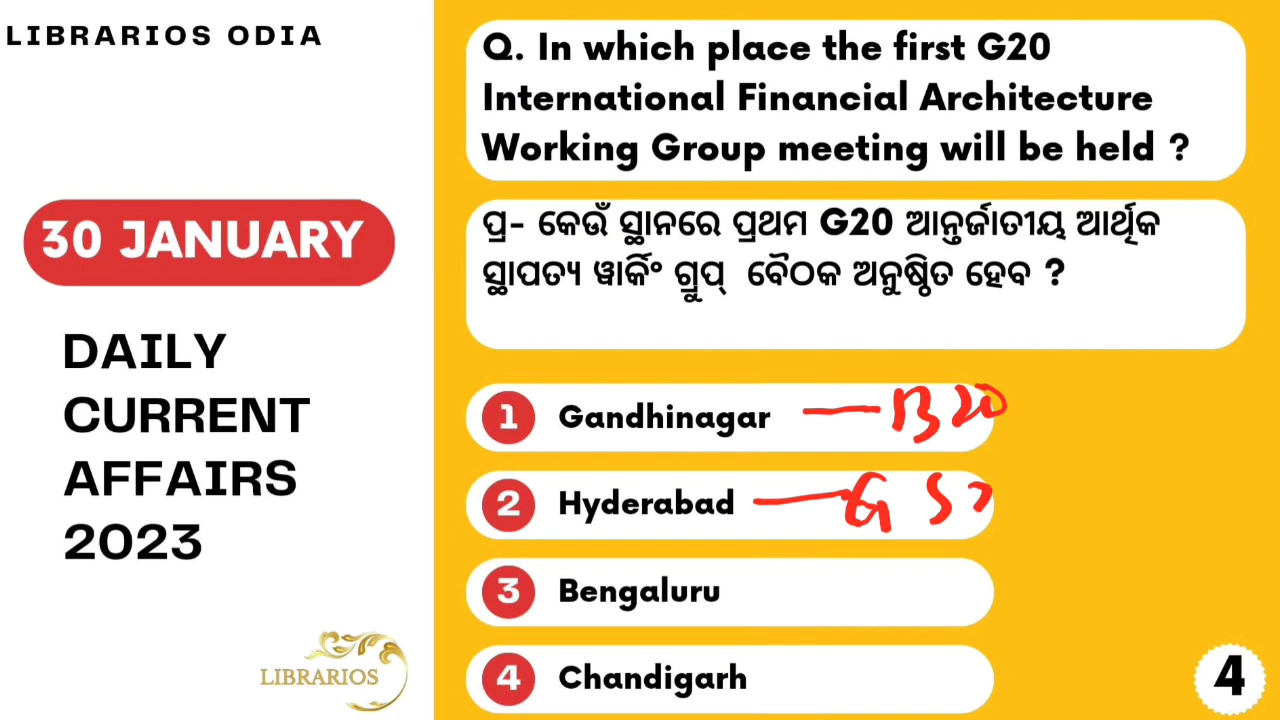 LIBRARIOS ODIA
30 JANUARY
DAILY
CURRENT
AFFAIRS
2023
LIBRARIOS
Q. In which place the first G20
International Financial Architecture
Working Group meeting will be held ?
ପ୍ର- କେଉଁ ସ୍ଥାନରେ ପ୍ରଥମ G20 ଆନ୍ତର୍ଜାତୀୟ ଆର୍ଥିକ
ସ୍ଥାପତ୍ୟ ୱାର୍କିଂ ଗ୍ରୁପ୍ ବୈଠକ ଅନୁଷ୍ଠିତ ହେବ ?
1 Gandhinagar — B20
2 Hyderabad — G S
3 Bengaluru
4 Chandigarh
4